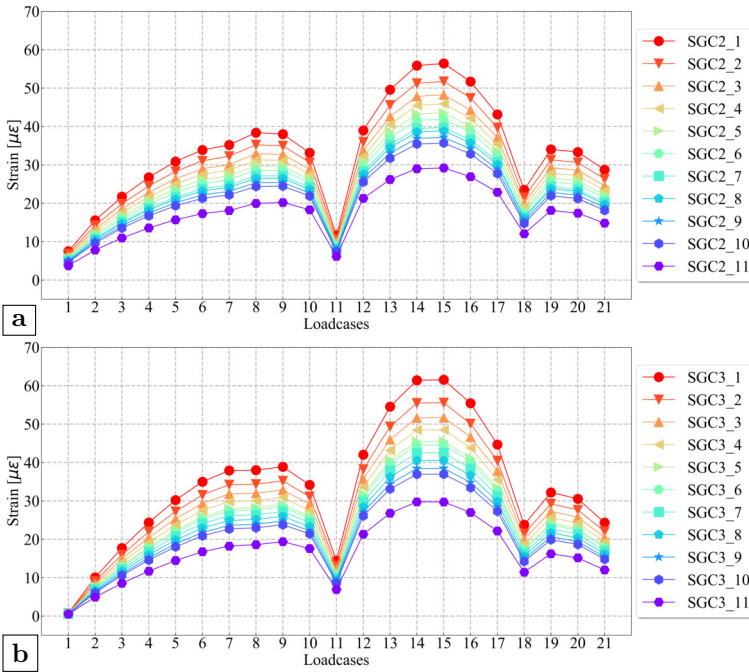 70
60
50
40
30
20
10
0
Strain [με]
1 2 3 4 5 6 7 8 9 10 11 12 13 14 15 16 17 18 19 20 21
Loadcases
SGC2_1
SGC2_2
SGC2_3
SGC2_4
SGC2_5
SGC2_6
SGC2_7
SGC2_8
SGC2_9
SGC2_10
SGC2_11
a
70
60
50
40
30
20
10
0
Strain [με]
1 2 3 4 5 6 7 8 9 10 11 12 13 14 15 16 17 18 19 20 21
Loadcases
SGC3_1
SGC3_2
SGC3_3
SGC3_4
SGC3_5
SGC3_6
SGC3_7
SGC3_8
SGC3_9
SGC3_10
SGC3_11
b